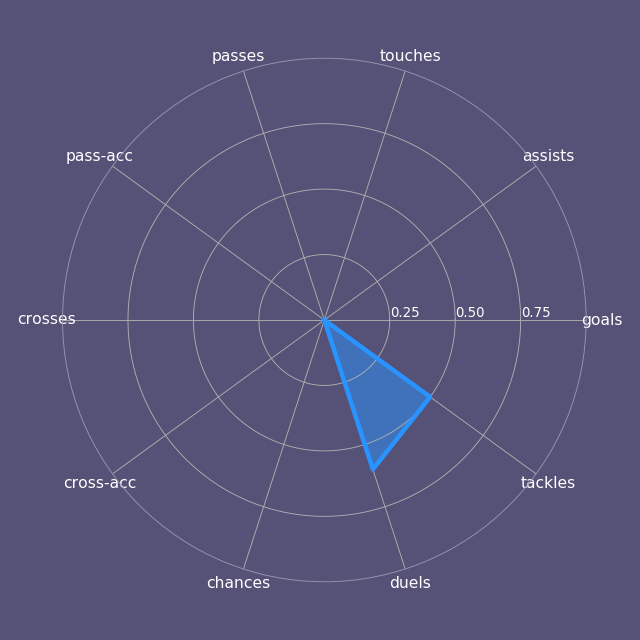 passes
touches
pass-acc
assists
crosses
0.25
0.50
0.75
goals
cross-acc
tackles
chances
duels